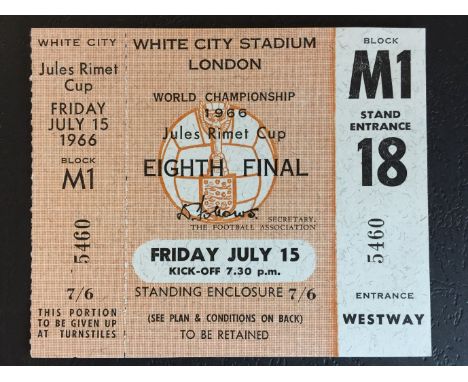 WHITE CITY
Jules Rimet
Cup
FRIDAY
JULY 15
1966
BLOCK
M1
5460
7/6
THIS PORTION
TO BE GIVEN UP
AT TURNSTILES
WHITE CITY STADIUM
LONDON
WORLD CHAMPIONSHIP
1966
Jules Rimet Cup
EIGHTH FINAL
SECRETARY,
THE FOOTBALL ASSOCIATION
FRIDAY JULY 15
KICK-OFF 7.30 p.m.
STANDING ENCLOSURE 7/6
(SEE PLAN & CONDITIONS ON BACK)
TO BE RETAINED
BLOCK
M1
STAND
ENTRANCE
18
5460
ENTRANCE
WESTWAY